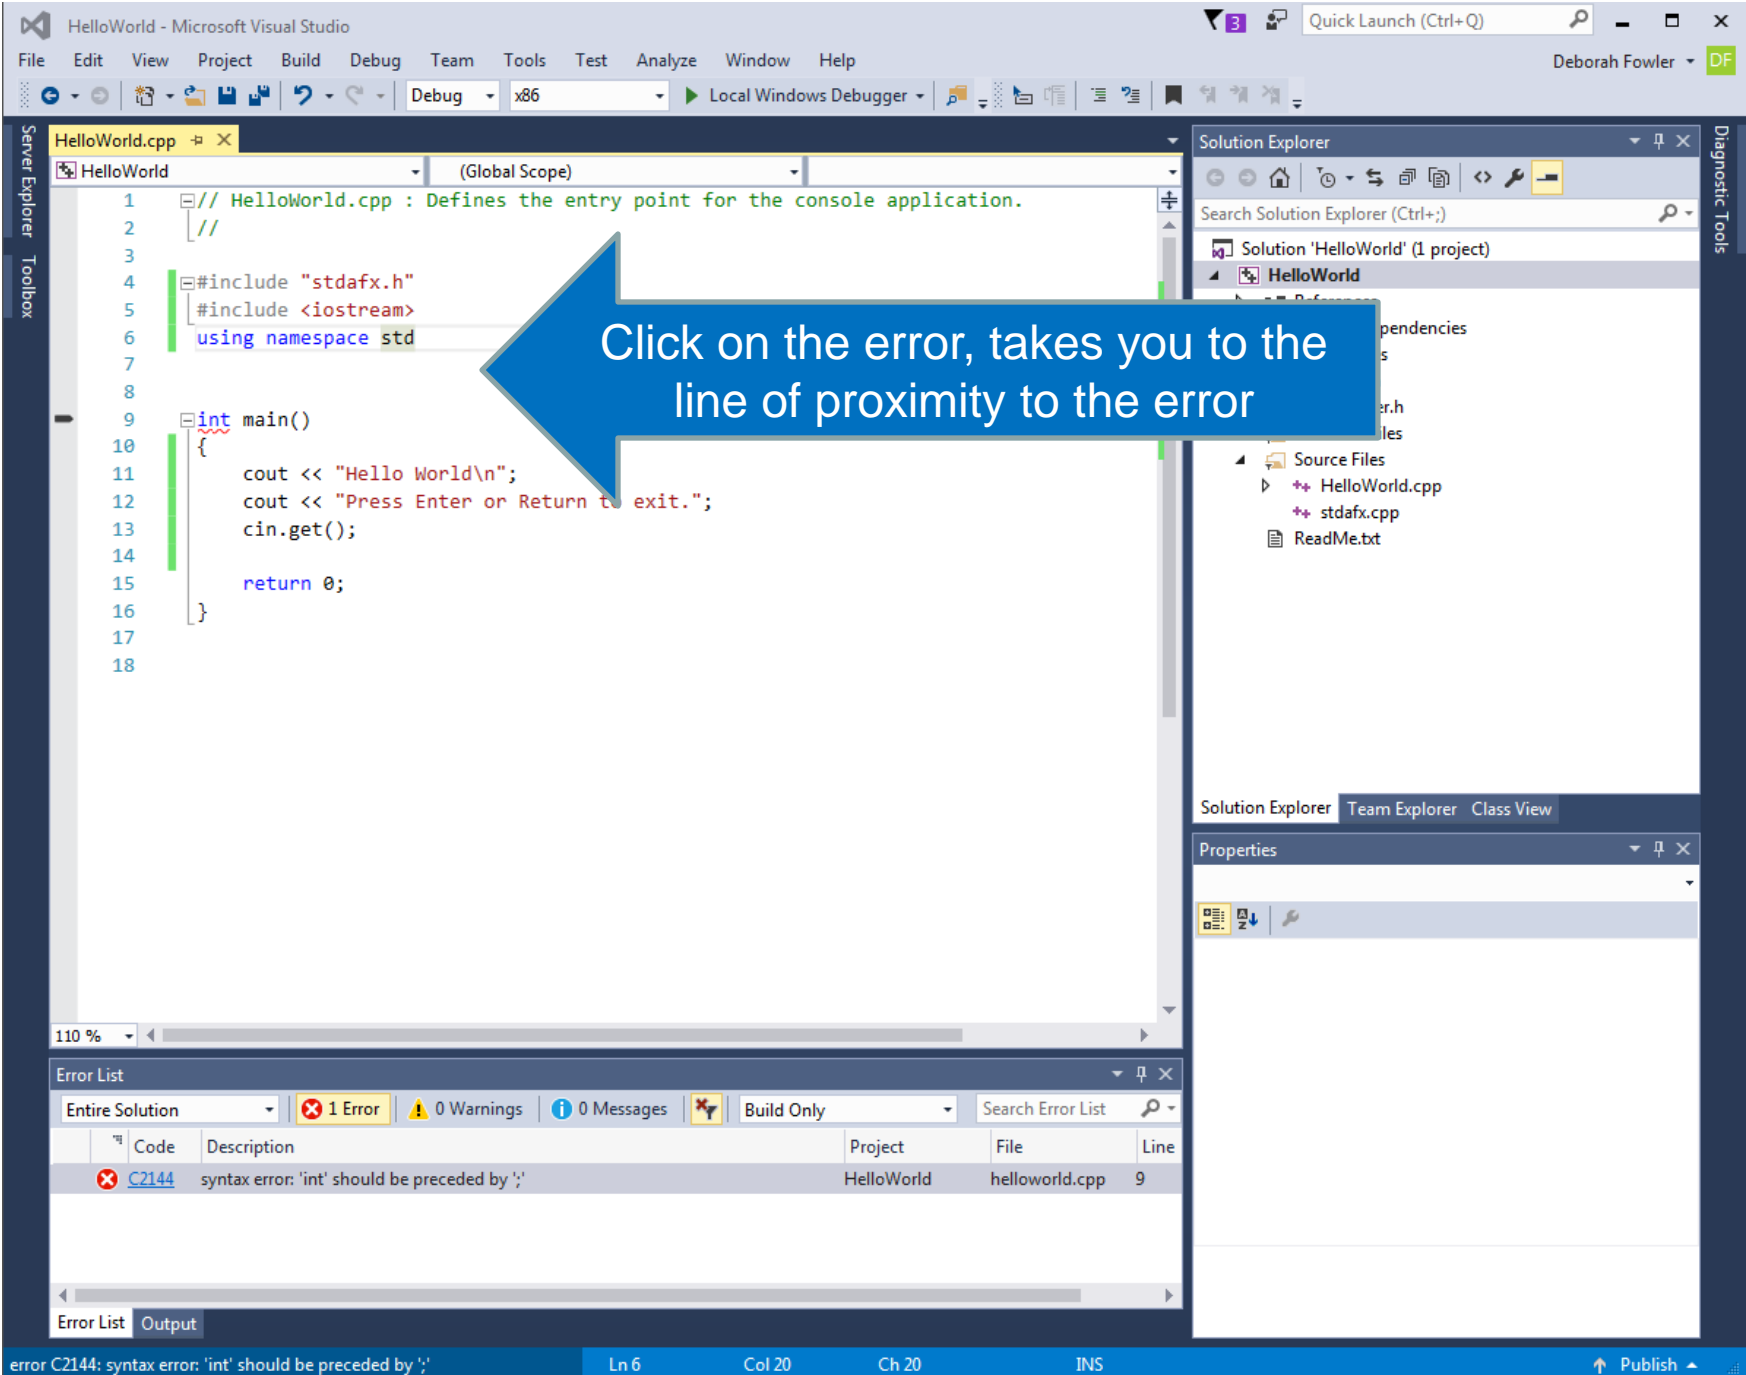 HelloWorld - Microsoft Visual Studio
3
Quick Launch (Ctrl+Q)
File Edit View Project Build Debug Team Tools Test Analyze Window Help
Deborah Fowler DF
Debug x86 Local Windows Debugger
Server Explorer
Toolbox
HelloWorld.cpp
HelloWorld (Global Scope)
1 // HelloWorld.cpp : Defines the entry point for the console application.
2 //
3
4 #include "stdafx.h"
5 #include <iostream>
6 using namespace std
7
8
9 int main()
10 {
11 cout << "Hello World\n";
12 cout << "Press Enter or Return to exit.";
13 cin.get();
14
15 return 0;
16 }
17
18
Click on the error, takes you to the
line of proximity to the error
110 %
Solution Explorer
Search Solution Explorer (Ctrl+;)
Solution 'HelloWorld' (1 project)
HelloWorld
pendencies
s
er.h
iles
Source Files
HelloWorld.cpp
stdafx.cpp
ReadMe.txt
Solution Explorer Team Explorer Class View
Properties
Diagnostic Tools
Error List
Entire Solution 1 Error 0 Warnings 0 Messages Build Only Search Error List
Code Description Project File Line
C2144 syntax error: 'int' should be preceded by ';' HelloWorld helloworld.cpp 9
Error List Output
error C2144: syntax error: 'int' should be preceded by ';' Ln 6 Col 20 Ch 20 INS Publish